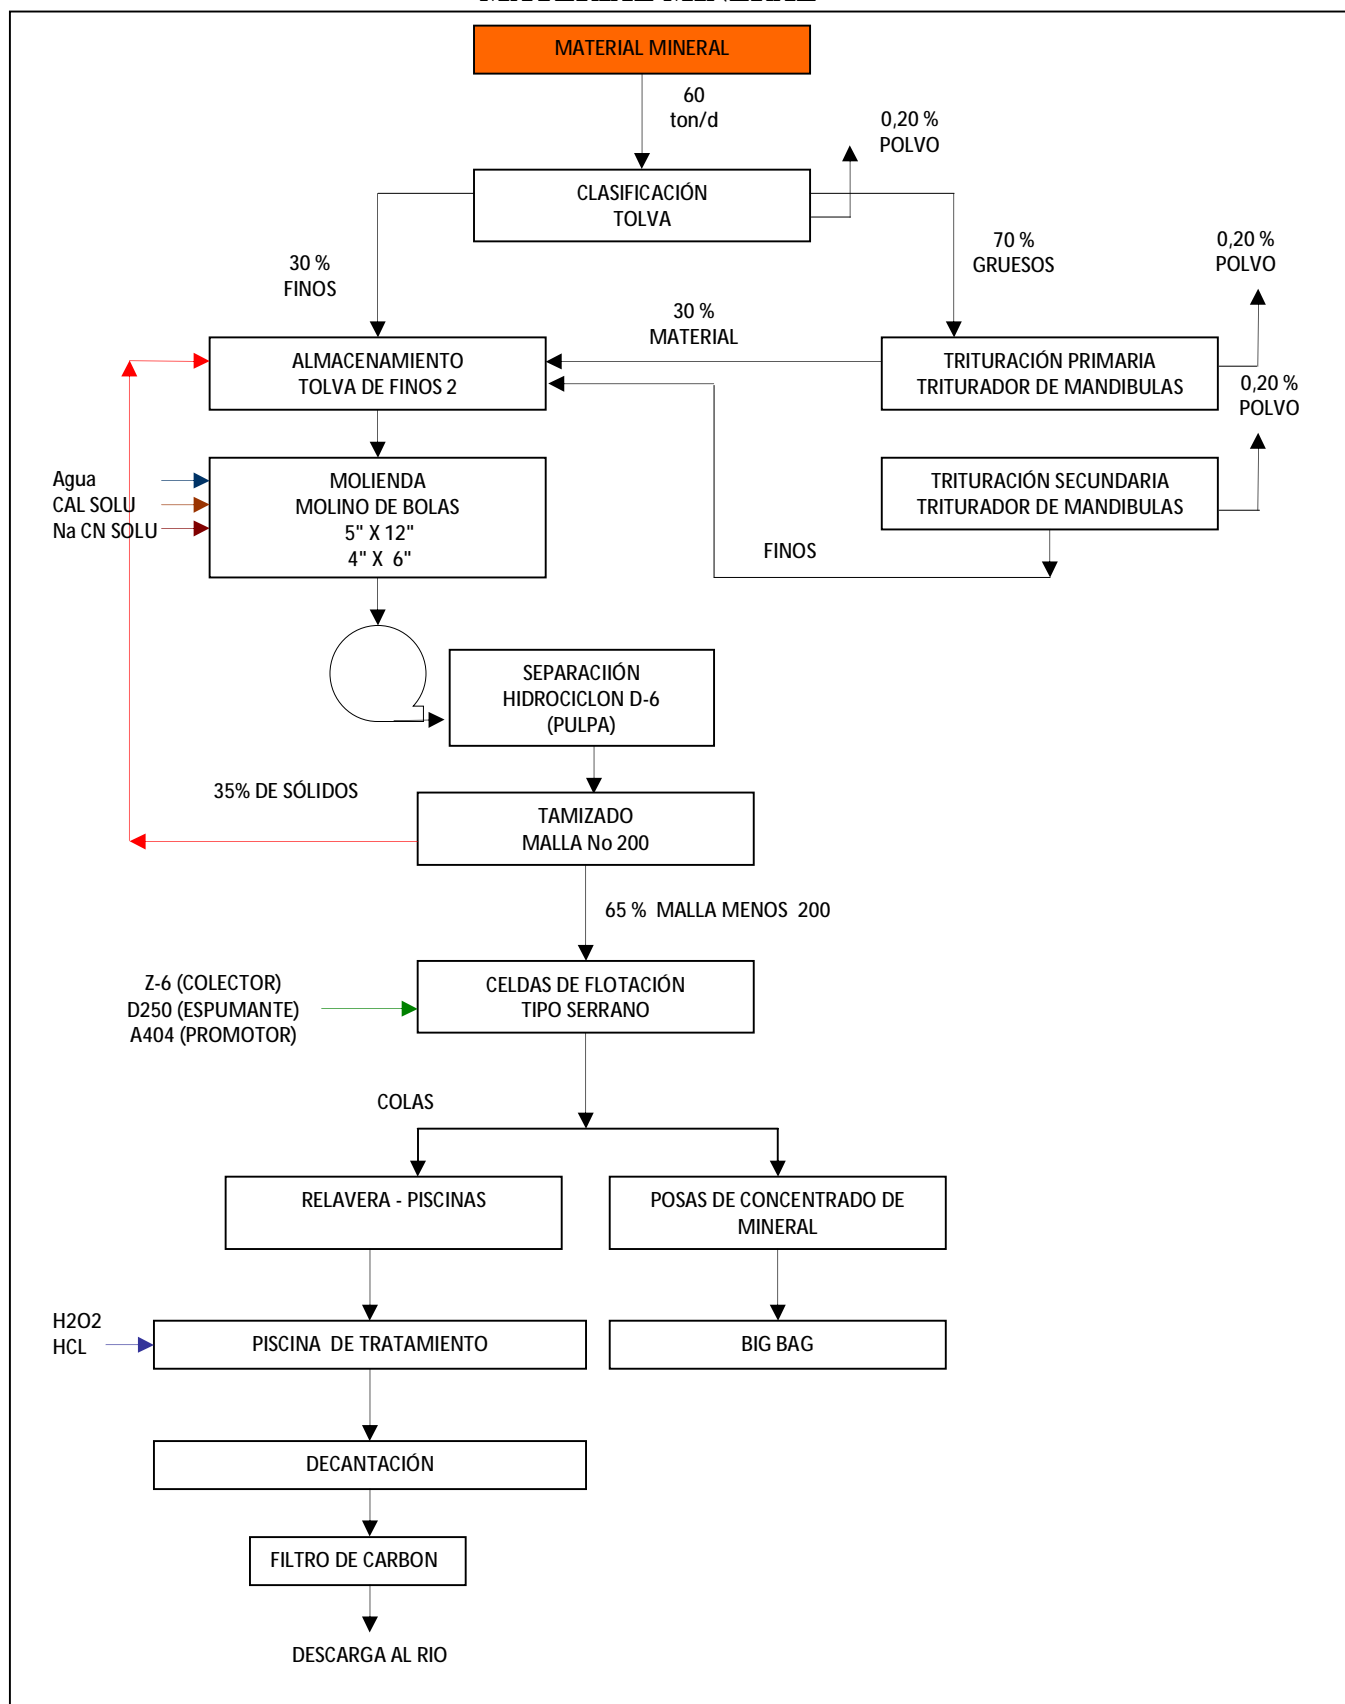 MATERIAL MINERAL
60
ton/d
0,20 %
POLVO
CLASIFICACIÓN
TOLVA
30 %
FINOS
70 %
GRUESOS
0,20 %
POLVO
30 %
MATERIAL
ALMACENAMIENTO
TOLVA DE FINOS 2
TRITURACIÓN PRIMARIA
TRITURADOR DE MANDIBULAS
0,20 %
POLVO
Agua
CAL SOLU
Na CN SOLU
MOLIENDA
MOLINO DE BOLAS
5" X 12"
4" X 6"
TRITURACIÓN SECUNDARIA
TRITURADOR DE MANDIBULAS
FINOS
SEPARACIIÓN
HIDROCICLON D-6
(PULPA)
35% DE SÓLIDOS
TAMIZADO
MALLA No 200
65 % MALLA MENOS 200
Z-6 (COLECTOR)
D250 (ESPUMANTE)
A404 (PROMOTOR)
CELDAS DE FLOTACIÓN
TIPO SERRANO
COLAS
RELAVERA - PISCINAS
POSAS DE CONCENTRADO DE
MINERAL
H2O2
HCL
PISCINA DE TRATAMIENTO
BIG BAG
DECANTACIÓN
FILTRO DE CARBON
DESCARGA AL RIO